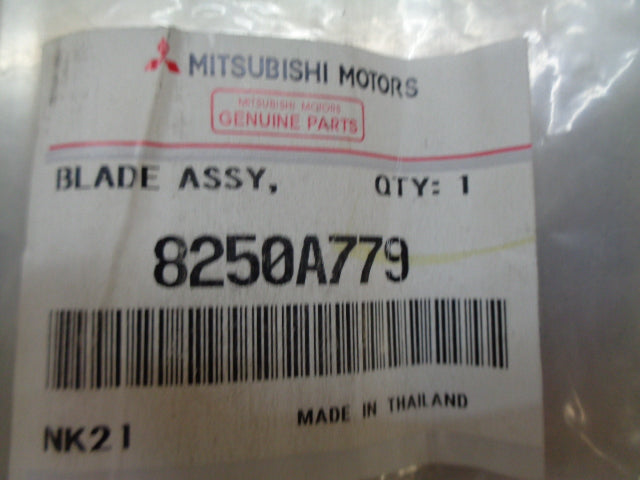 MITSUBISHI MOTORS
MITSUBISHI MOTORS
GENUINE PARTS
BLADE ASSY, QTY: 1
8250A779
MADE IN THAILAND
NK21